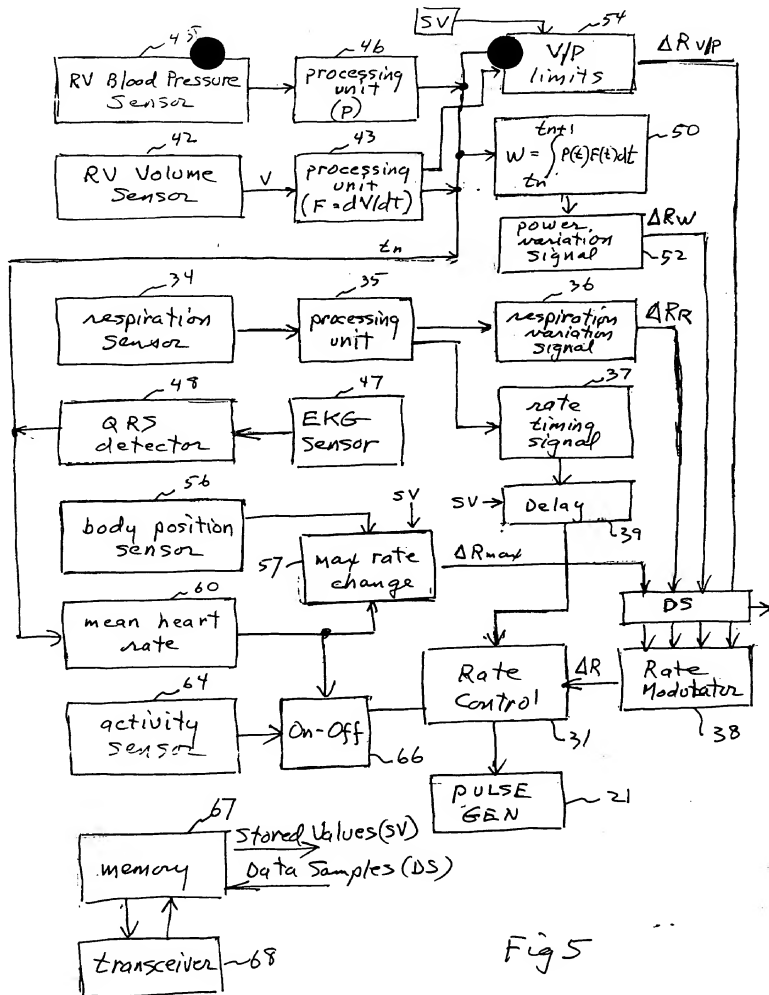 SV
54
V/P
limits
ΔR V/P
RV Blood Pressure
Sensor
46
processing
unit
(P)
42
RV Volume
Sensor
V
43
processing
unit
(F = dV/dt)
50
tn+1
W = ∫ P(t)F(t)dt
tn
power
variation
signal
52
ΔRW
tn
34
respiration
sensor
35
processing
unit
36
respiration
variation
signal
ΔRR
48
QRS
detector
47
EKG
Sensor
37
rate
timing
signal
56
body position
sensor
SV
57
max rate
change
ΔRmax
SV
Delay
39
60
mean heart
rate
DS
64
activity
sensor
On-Off
66
Rate
Control
31
ΔR
Rate
Modulator
38
PULSE
GEN
21
67
memory
Stored Values(SV)
Data Samples(DS)
transceiver
68
Fig 5